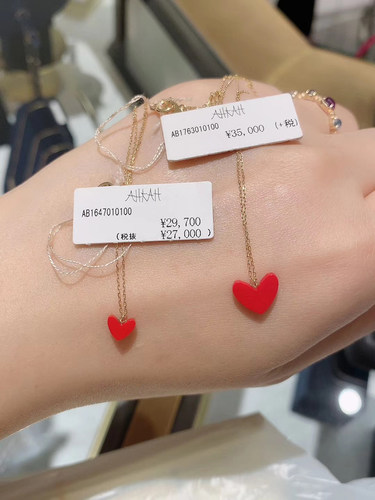 AHKAH
AB1763010100
¥35,000 (+税)
AHKAH
AB1647010100
¥29,700
(税抜 ¥27,000 )